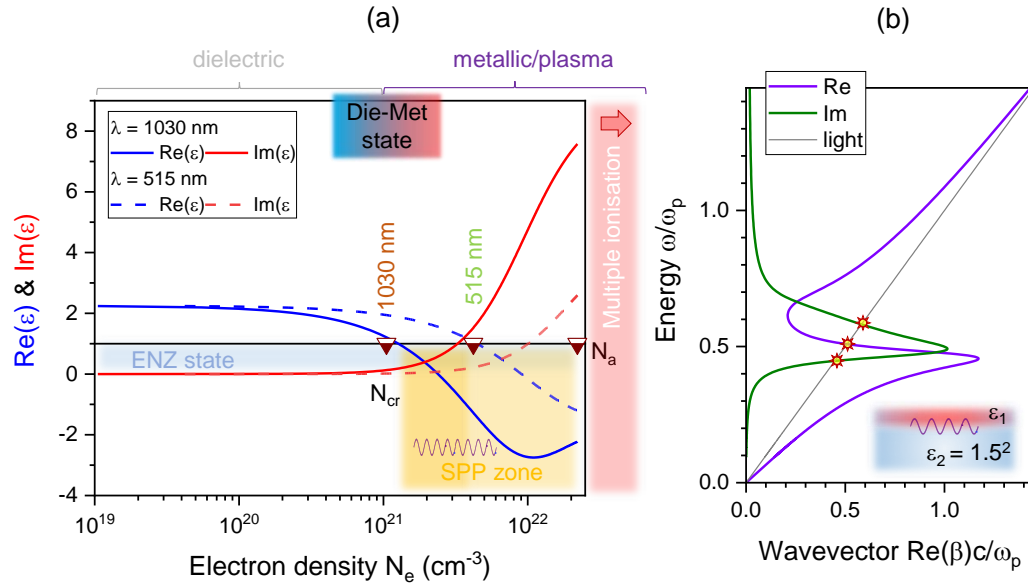 (a)
(b)
dielectric
metallic/plasma
Die-Met
state
λ = 1030 nm
Re(ε) Im(ε)
λ = 515 nm
Re(ε) Im(ε
8
6
4
2
0
-2
-4
Re(ε) & Im(ε)
1030 nm
515 nm
Multiple ionisation
ENZ state
N_cr
N_a
SPP zone
10^19
10^20
10^21
10^22
Electron density N_e (cm^-3)
Re
Im
light
1.0
0.5
0.0
Energy ω/ω_p
ε_1
ε_2 = 1.5^2
0.0
0.5
1.0
Wavevector Re(β)c/ω_p